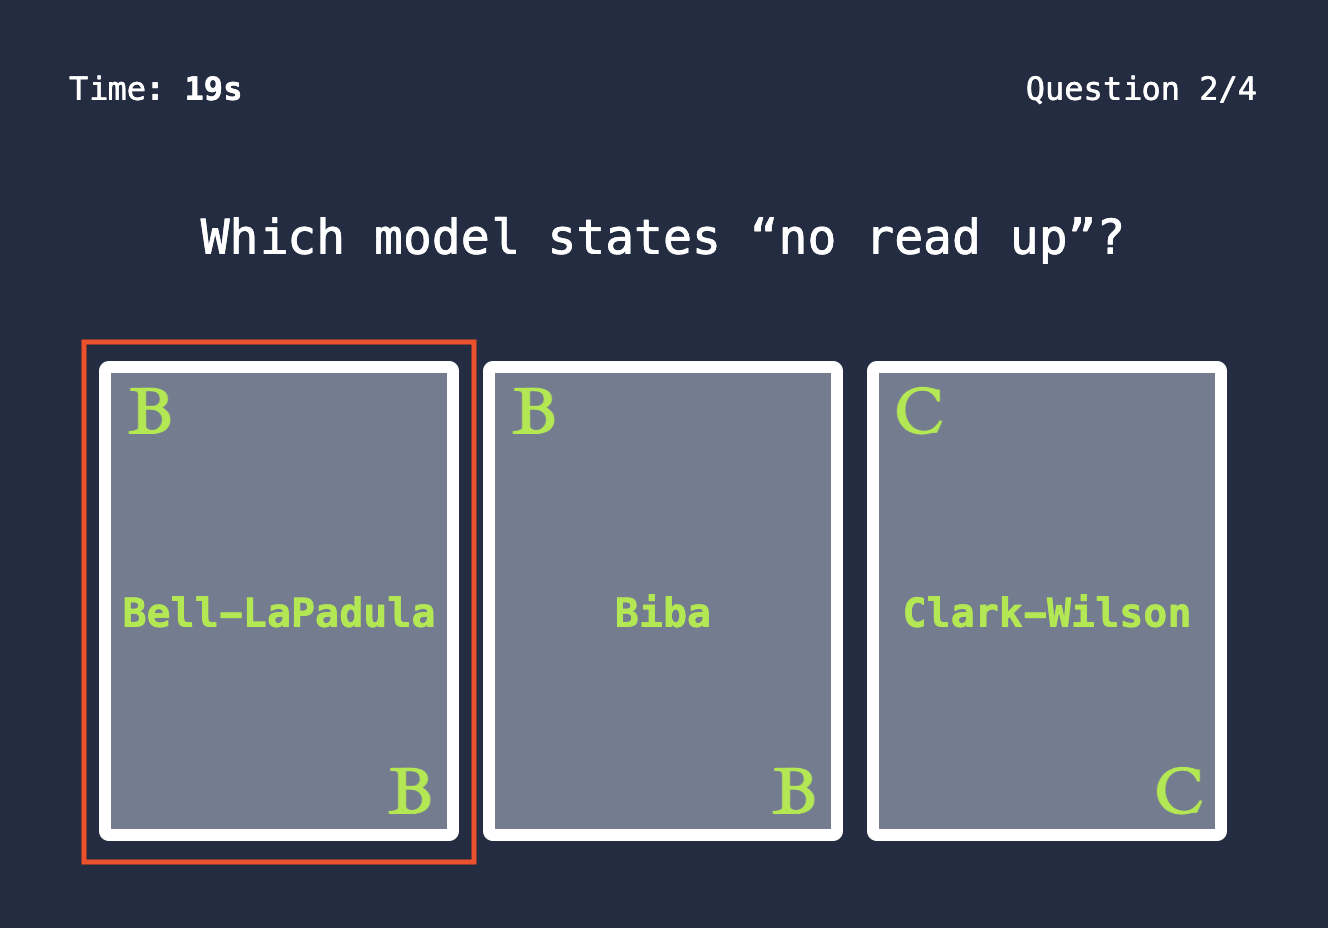 Time: 19s
Question 2/4
Which model states “no read up”?
B
B
C
Bell-LaPadula
Biba
Clark-Wilson
B
B
C